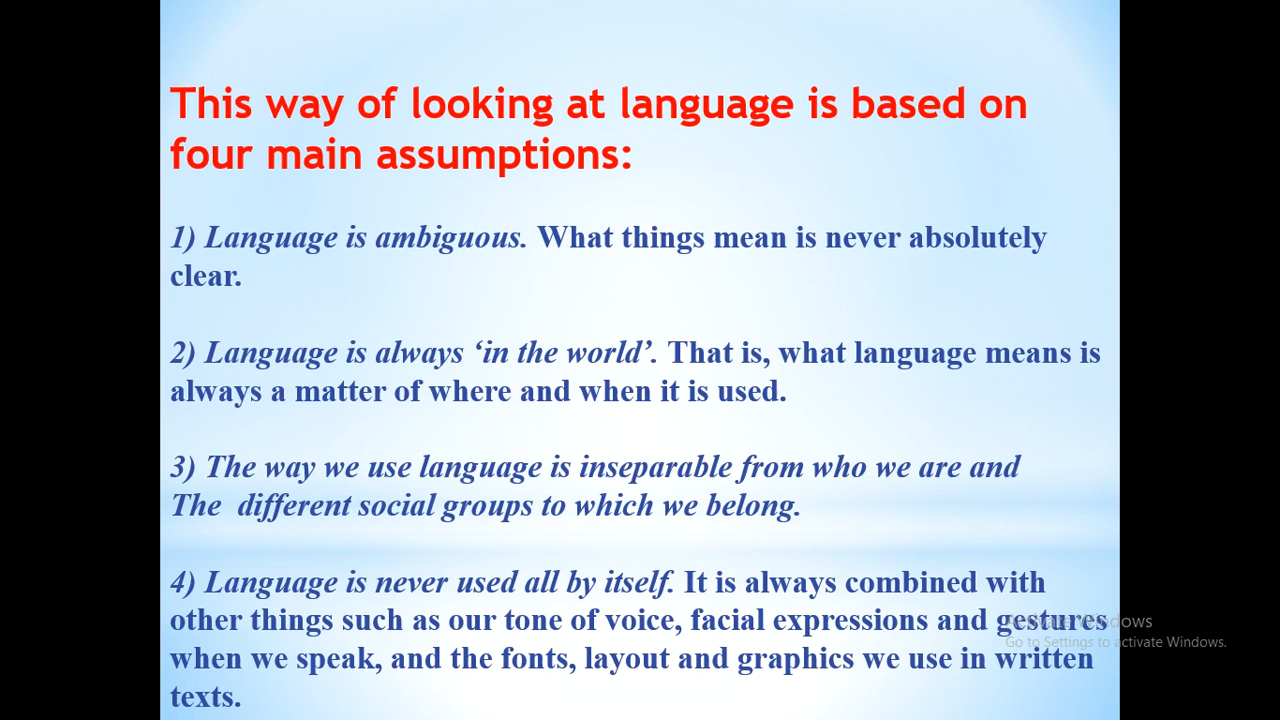 This way of looking at language is based on
four main assumptions:
1) Language is ambiguous. What things mean is never absolutely
clear.
2) Language is always ‘in the world’. That is, what language means is
always a matter of where and when it is used.
3) The way we use language is inseparable from who we are and
The  different social groups to which we belong.
4) Language is never used all by itself. It is always combined with
other things such as our tone of voice, facial expressions and gestures
when we speak, and the fonts, layout and graphics we use in written
texts.
Activate Windows
Go to Settings to activate Windows.